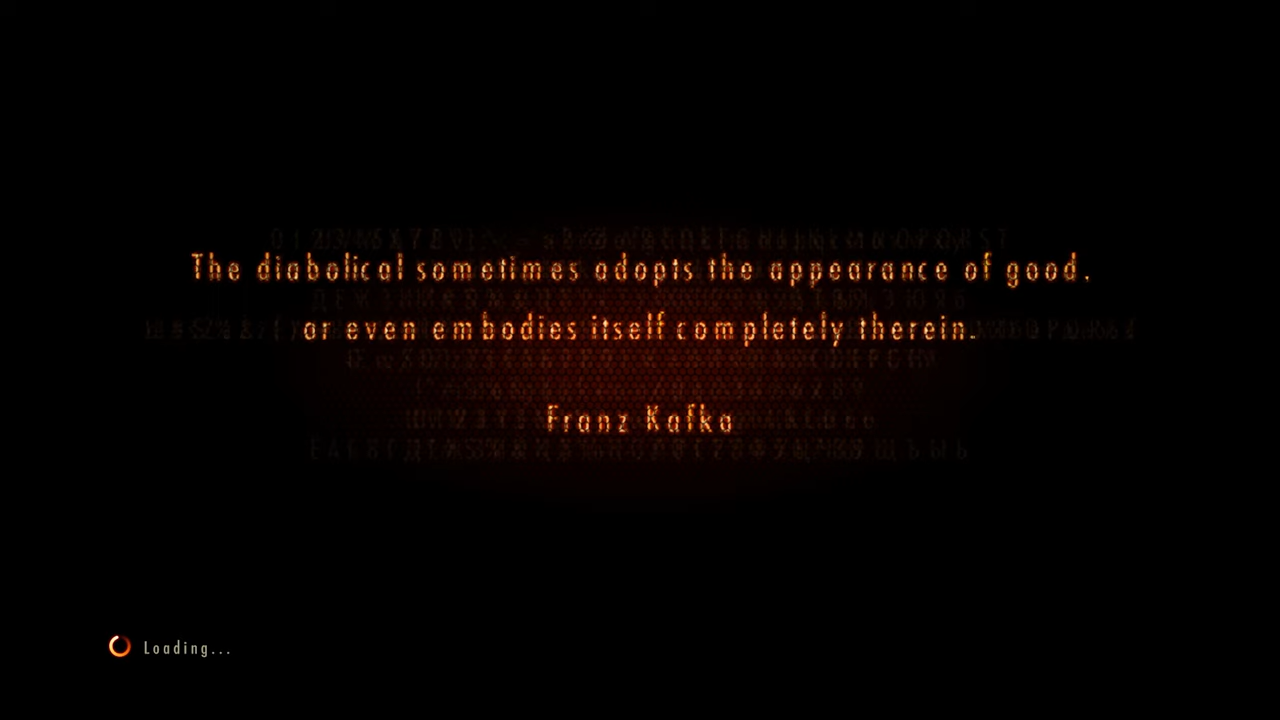 The diabolical sometimes adopts the appearance of good.
or even embodies itself completely therein.
Franz Kafka
Loading...